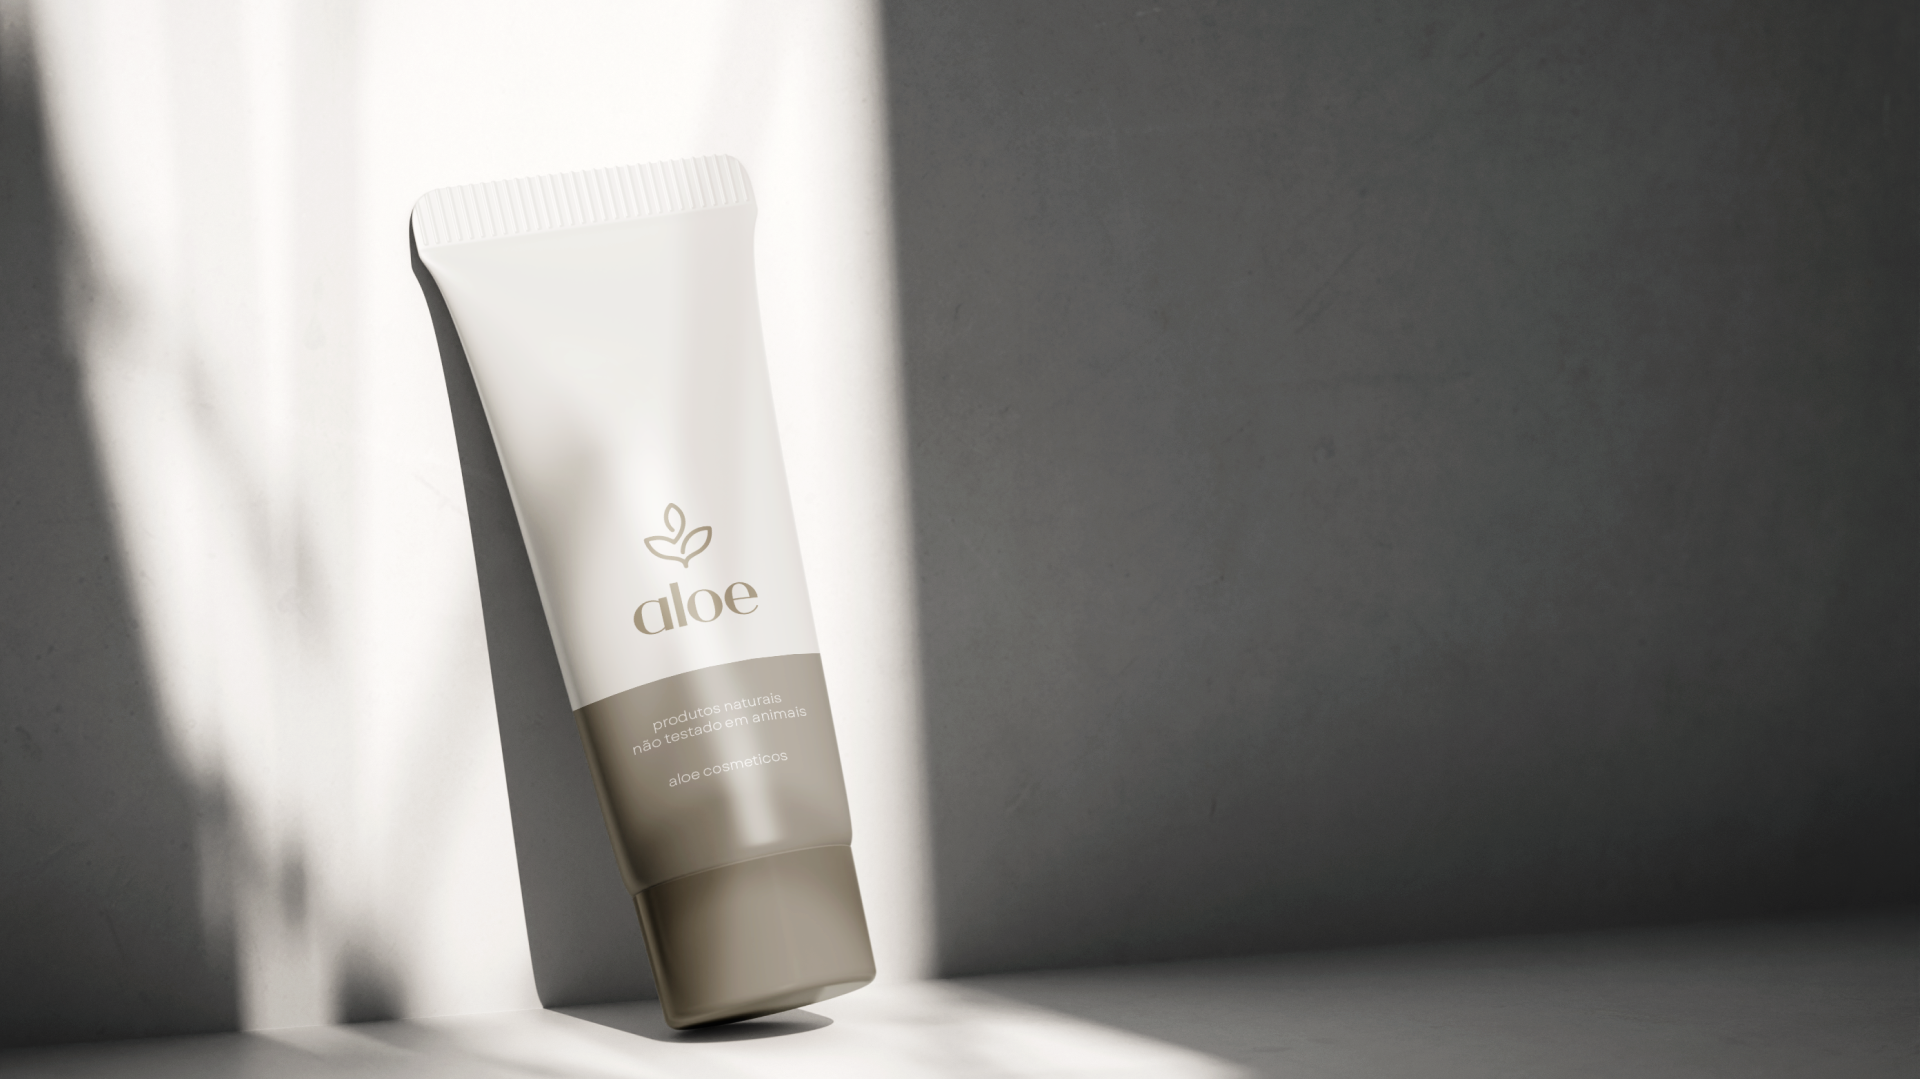 aloe
produtos naturais
não testado em animais
aloe cosmeticos